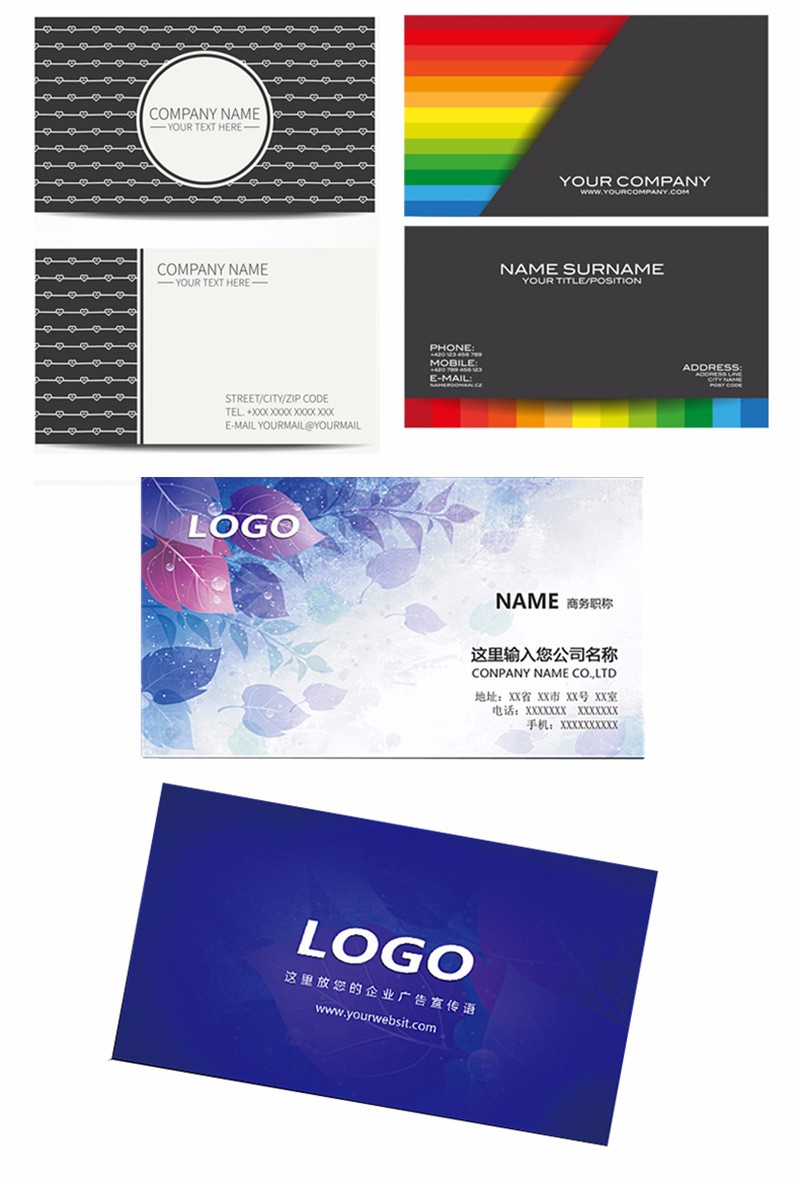 COMPANY NAME
YOUR TEXT HERE
YOUR COMPANY
WWW.YOURCOMPANY.COM
COMPANY NAME
YOUR TEXT HERE
STREET/CITY/ZIP CODE
TEL. +XXX XXXX XXXX XXX
E-MAIL YOURMAIL@YOURMAIL
NAME SURNAME
YOUR TITLE/POSITION
PHONE:
+420 123 456 789
MOBILE:
+420 789 456 123
E-MAIL:
NAME@DOMAIN.CZ
ADDRESS:
ADDRESS LINE
CITY NAME
POST CODE
LOGO
NAME 商务职称
这里输入您公司名称
CONPANY NAME CO.,LTD
地址: XX省 XX市 XX号 XX室
电话: XXXXXXX XXXXXXX
手机: XXXXXXXXXX
LOGO
这里放您的企业广告宣传语
www.yourwebsit.com